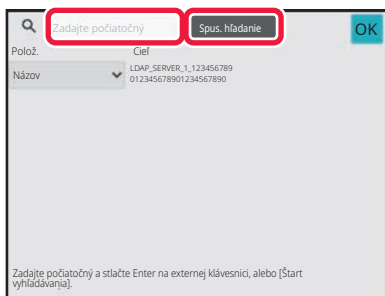 Zadajte počiatočný
Spus. hľadanie
OK
Polož.
Cieľ
Názov
LDAP_SERVER_1_123456789
012345678901234567890
Zadajte počiatočný a stlačte Enter na externej klávesnici, alebo [Štart
vyhľadávania].